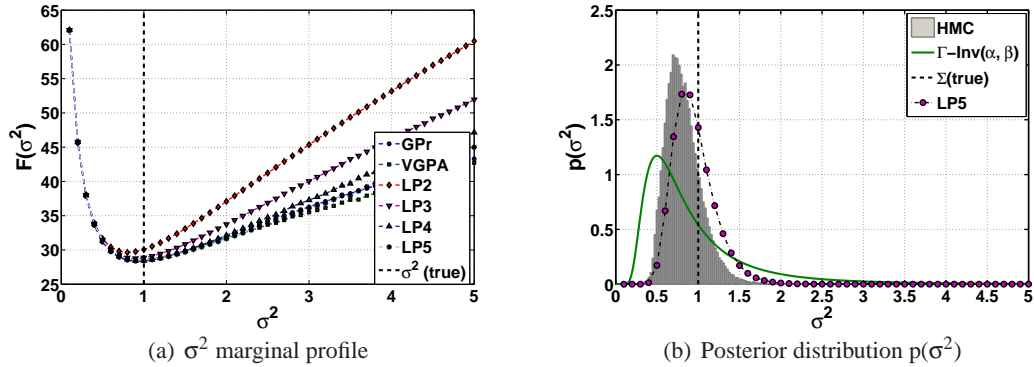 65
60
55
50
45
40
35
30
25
F(σ²)
0 1 2 3 4 5
σ²
GPr
VGPA
LP2
LP3
LP4
LP5
σ² (true)
(a) σ² marginal profile
2.5
2
1.5
1
0.5
0
p(σ²)
0 0.5 1 1.5 2 2.5 3 3.5 4 4.5 5
σ²
HMC
Γ−Inv(α, β)
Σ(true)
LP5
(b) Posterior distribution p(σ²)